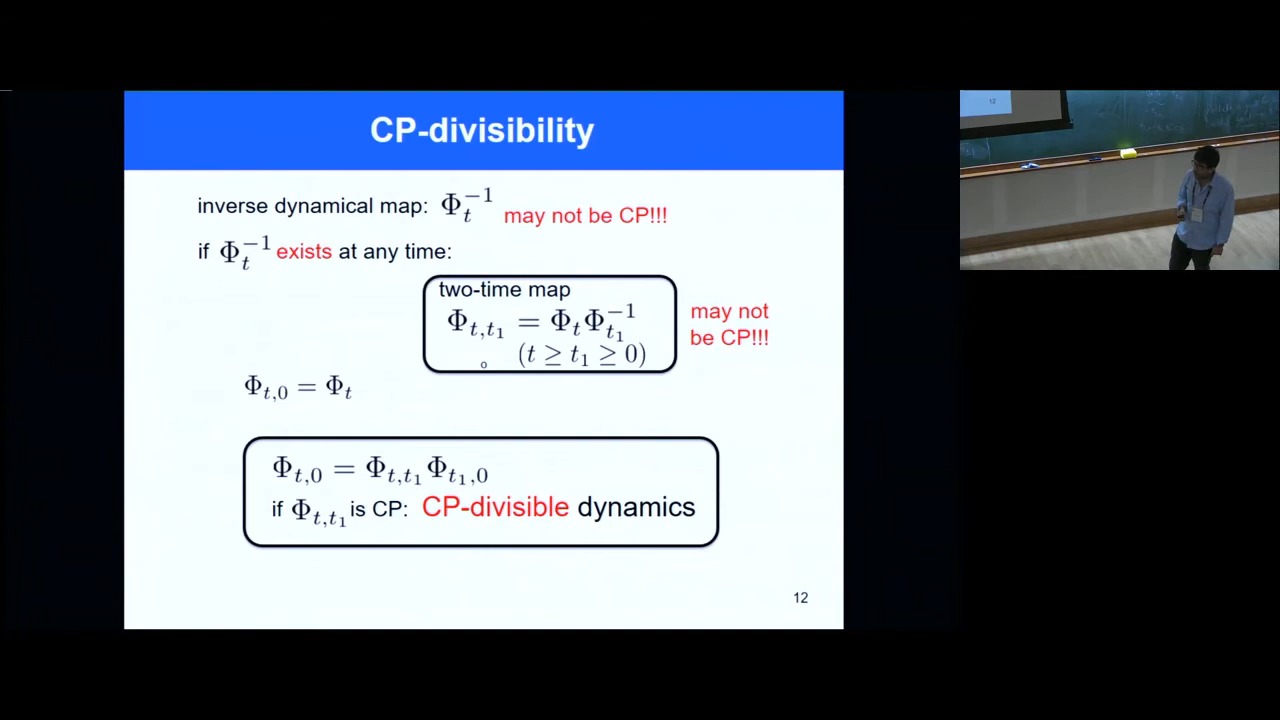 CP-divisibility
inverse dynamical map: Φ_t^{-1} may not be CP!!!
if Φ_t^{-1} exists at any time:
two-time map
Φ_{t,t_1} = Φ_t Φ_{t_1}^{-1}
(t ≥ t_1 ≥ 0)
may not
be CP!!!
Φ_{t,0} = Φ_t
Φ_{t,0} = Φ_{t,t_1} Φ_{t_1,0}
if Φ_{t,t_1} is CP: CP-divisible dynamics
12
12